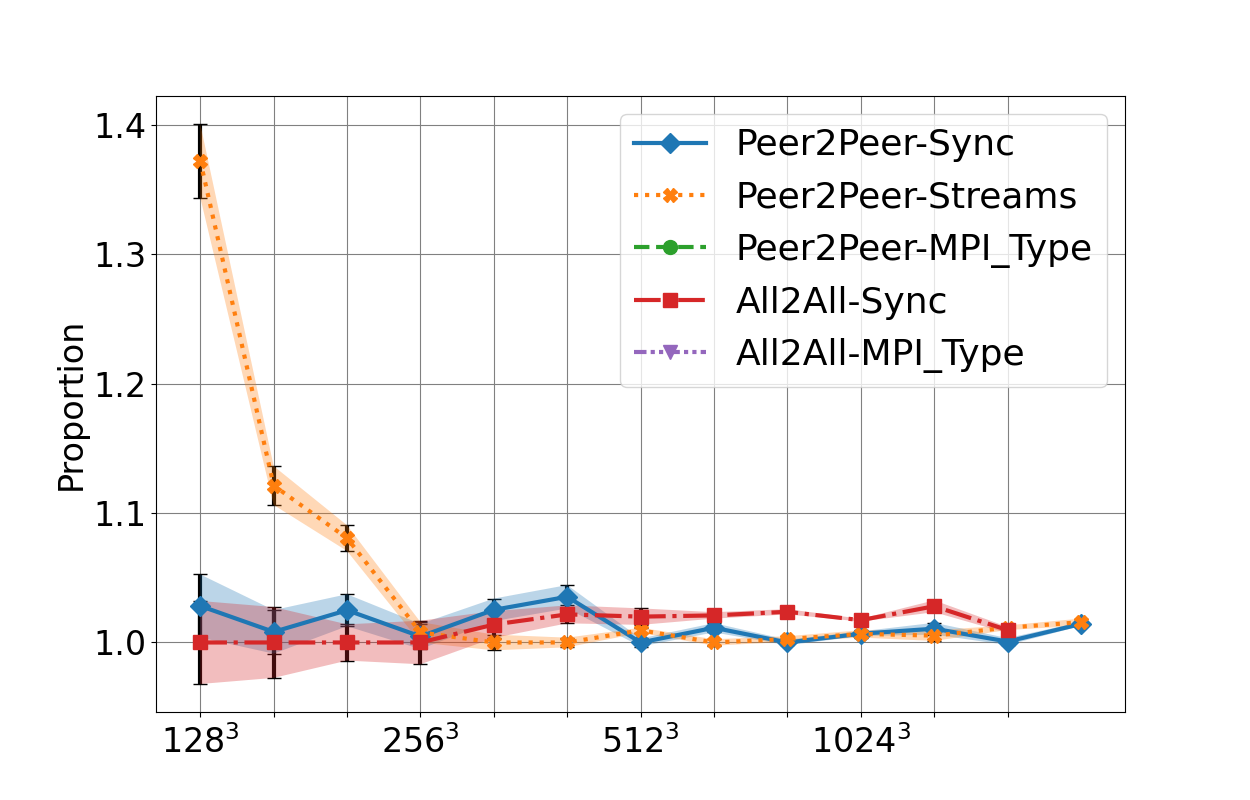 1.4
1.3
1.2
1.1
1.0
Proportion
128³
256³
512³
1024³
Peer2Peer-Sync
Peer2Peer-Streams
Peer2Peer-MPI_Type
All2All-Sync
All2All-MPI_Type